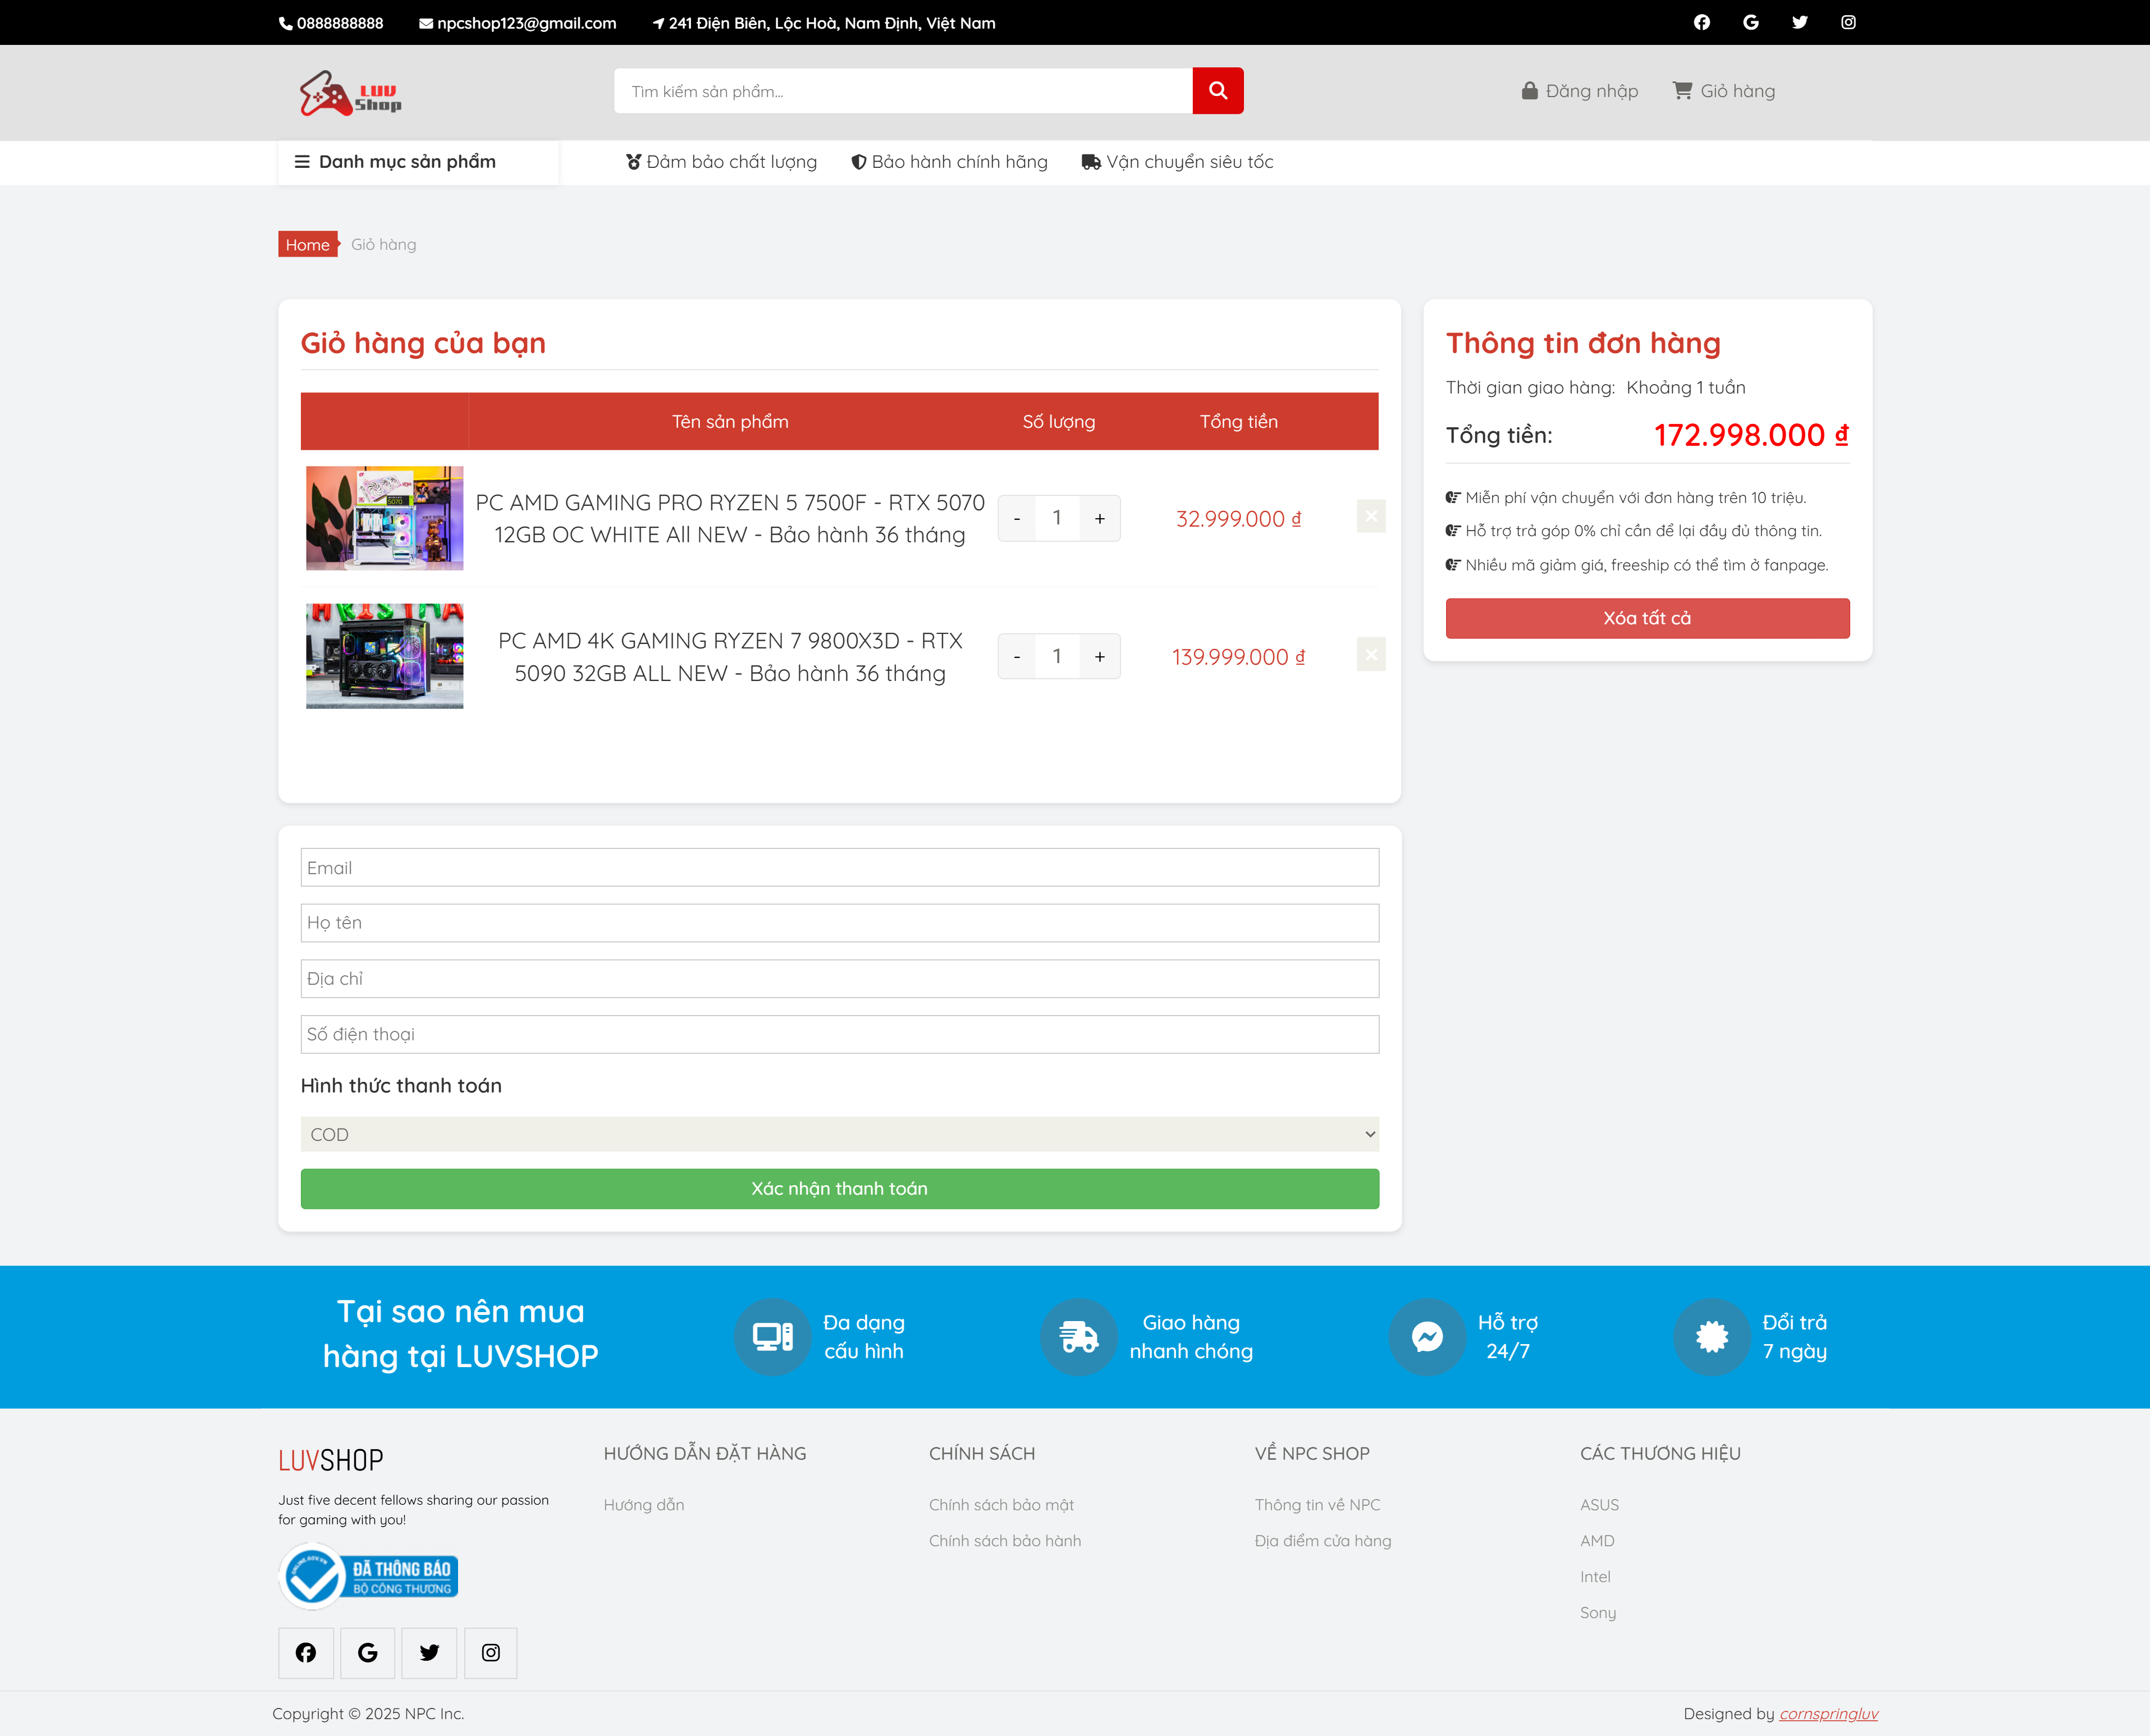 0888888888 npcshop123@gmail.com 241 Điện Biên, Lộc Hoà, Nam Định, Việt Nam
LUV
Shop
Tìm kiếm sản phẩm...
Đăng nhập Giỏ hàng
Danh mục sản phẩm
Đảm bảo chất lượng Bảo hành chính hãng Vận chuyển siêu tốc
Home Giỏ hàng
Giỏ hàng của bạn
Tên sản phẩm Số lượng Tổng tiền
PC AMD GAMING PRO RYZEN 5 7500F - RTX 5070
12GB OC WHITE All NEW - Bảo hành 36 tháng
- 1 +
32.999.000 ₫
PC AMD 4K GAMING RYZEN 7 9800X3D - RTX
5090 32GB ALL NEW - Bảo hành 36 tháng
- 1 +
139.999.000 ₫
Thông tin đơn hàng
Thời gian giao hàng: Khoảng 1 tuần
Tổng tiền: 172.998.000 ₫
Miễn phí vận chuyển với đơn hàng trên 10 triệu.
Hỗ trợ trả góp 0% chỉ cần để lại đầy đủ thông tin.
Nhiều mã giảm giá, freeship có thể tìm ở fanpage.
Xóa tất cả
Email
Họ tên
Địa chỉ
Số điện thoại
Hình thức thanh toán
COD
Xác nhận thanh toán
Tại sao nên mua
hàng tại LUVSHOP
Đa dạng
cấu hình
Giao hàng
nhanh chóng
Hỗ trợ
24/7
Đổi trả
7 ngày
LUVSHOP
Just five decent fellows sharing our passion
for gaming with you!
ĐÃ THÔNG BÁO
BỘ CÔNG THƯƠNG
HƯỚNG DẪN ĐẶT HÀNG
Hướng dẫn
CHÍNH SÁCH
Chính sách bảo mật
Chính sách bảo hành
VỀ NPC SHOP
Thông tin về NPC
Địa điểm cửa hàng
CÁC THƯƠNG HIỆU
ASUS
AMD
Intel
Sony
Copyright © 2025 NPC Inc.
Designed by cornspringluv